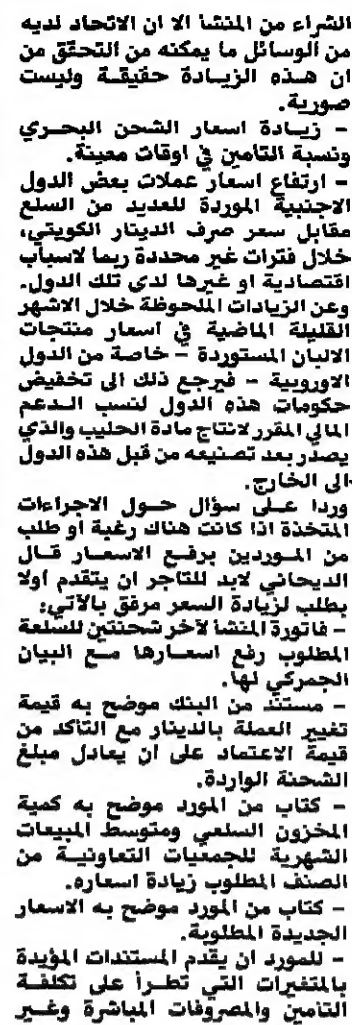 الشراء من المنشأ الا ان الاتحاد لديه
من الوسائل ما يمكنه من التحقق من
ان هذه الزيادة حقيقة وليست
صورية.
- زيادة اسعار الشحن البحري
ونسبة التامين في اوقات معينة.
- ارتفاع اسعار عملات بعض الدول
الاجنبية الموردة للعديد من السلع
مقابل سعر صرف الدينار الكويتي،
خلال فترات غير محددة ربما لاسباب
اقتصادية او غيرها لدى تلك الدول.
وعن الزيادات الملحوظة خلال الاشهر
القليلة الماضية في اسعار منتجات
الالبان المستوردة - خاصة من الدول
الاوروبية - فيرجع ذلك الى تخفيض
حكومات هذه الدول لنسب الدعم
المالي المقرر لانتاج مادة الحليب والذي
يصدر بعد تصنيعه من قبل هذه الدول
الى الخارج.
وردا على سؤال حول الاجراءات
المتخذة اذا كانت هناك رغبة او طلب
من الموردين برفع الاسعار قال
الديحاني لابد للتاجر ان يتقدم اولا
بطلب لزيادة السعر مرفق بالآتي:
- فاتورة المنشأ لآخر شحنتين للسلعة
المطلوب رفع اسعارها مع البيان
الجمركي لها.
- مستند من البنك موضح به قيمة
تغيير العملة بالدينار مع التأكد من
قيمة الاعتماد على ان يعادل مبلغ
الشحنة الواردة.
- كتاب من المورد موضح به كمية
المخزون السلعي ومتوسط المبيعات
الشهرية للجمعيات التعاونية من
الصنف المطلوب زيادة اسعاره.
- كتاب من المورد موضح به الاسعار
الجديدة المطلوبة.
- للمورد ان يقدم المستندات المؤيدة
بالمتغيرات التي تطرأ على تكلفة
التامين والمصروفات المباشرة وغير